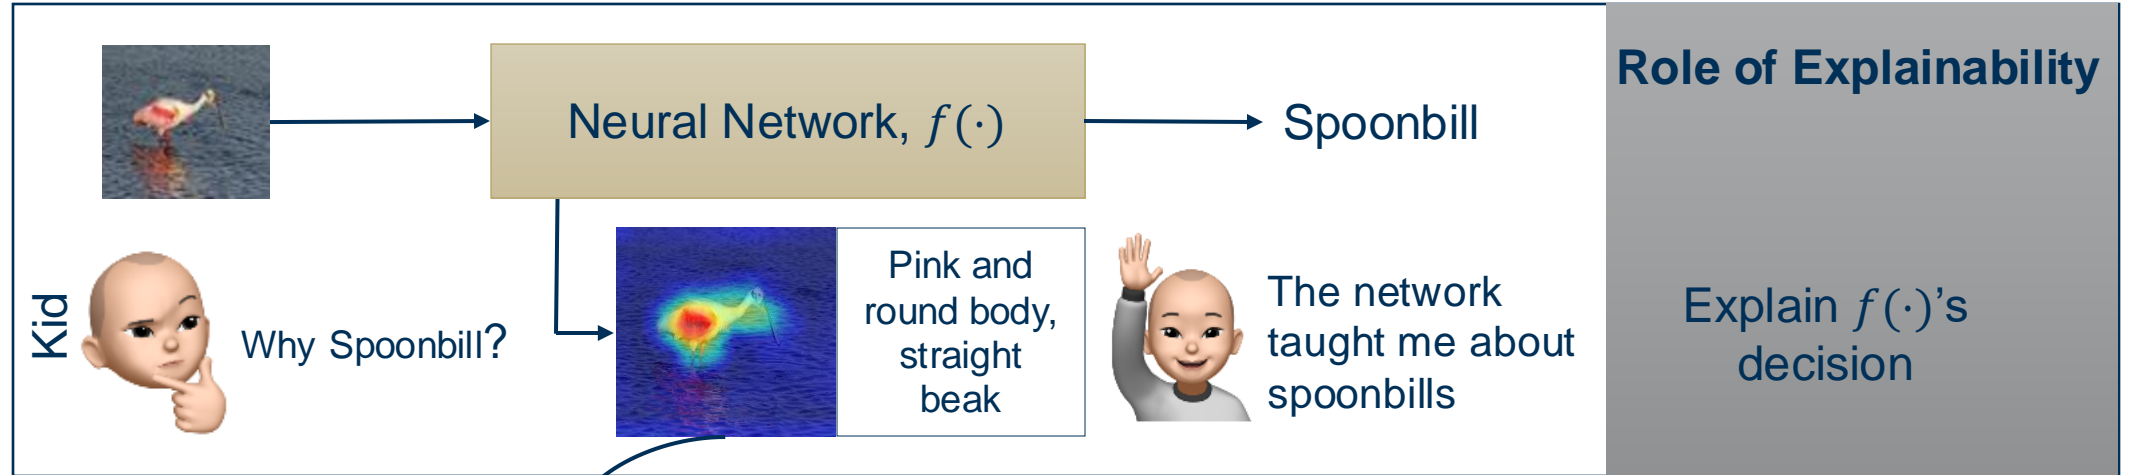 Role of Explainability
Neural Network, f(·)
Spoonbill
Kid
Why Spoonbill?
Pink and
round body,
straight
beak
The network
taught me about
spoonbills
Explain f(·)'s
decision